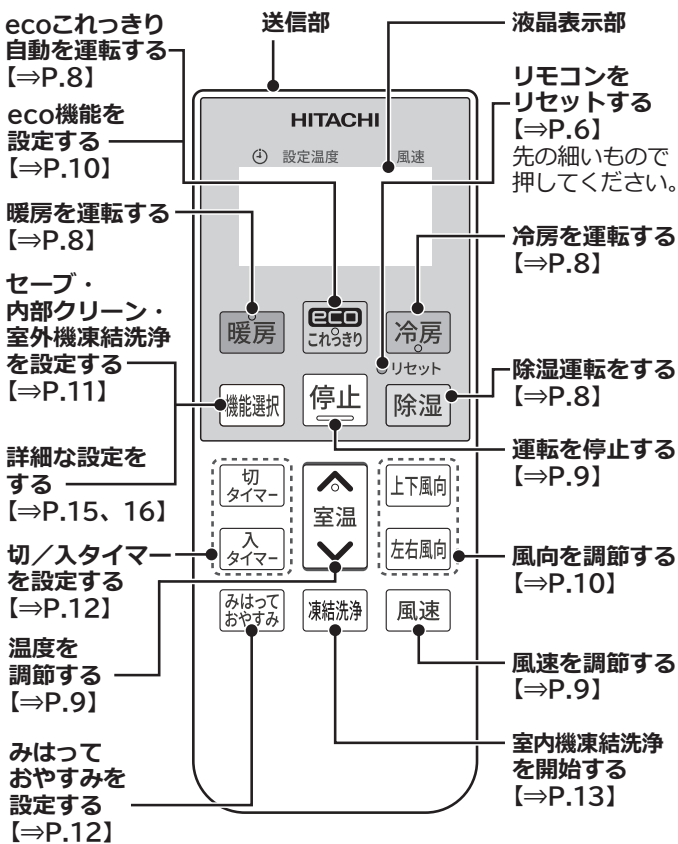 ecoこれっきり
自動を運転する
【⇒P.8】
eco機能を
設定する
【⇒P.10】
暖房を運転する
【⇒P.8】
セーブ・
内部クリーン・
室外機凍結洗浄
を設定する
【⇒P.11】
詳細な設定を
する
【⇒P.15、16】
切／入タイマー
を設定する
【⇒P.12】
温度を
調節する
【⇒P.9】
みはって
おやすみを
設定する
【⇒P.12】
送信部
HITACHI
設定温度 風速
暖房
eco
これっきり
冷房
リセット
機能選択
停止
除湿
切
タイマー
室温
上下風向
入
タイマー
左右風向
みはって
おやすみ
凍結洗浄
風速
液晶表示部
リモコンを
リセットする
【⇒P.6】
先の細いもので
押してください。
冷房を運転する
【⇒P.8】
除湿運転をする
【⇒P.8】
運転を停止する
【⇒P.9】
風向を調節する
【⇒P.10】
風速を調節する
【⇒P.9】
室内機凍結洗浄
を開始する
【⇒P.13】